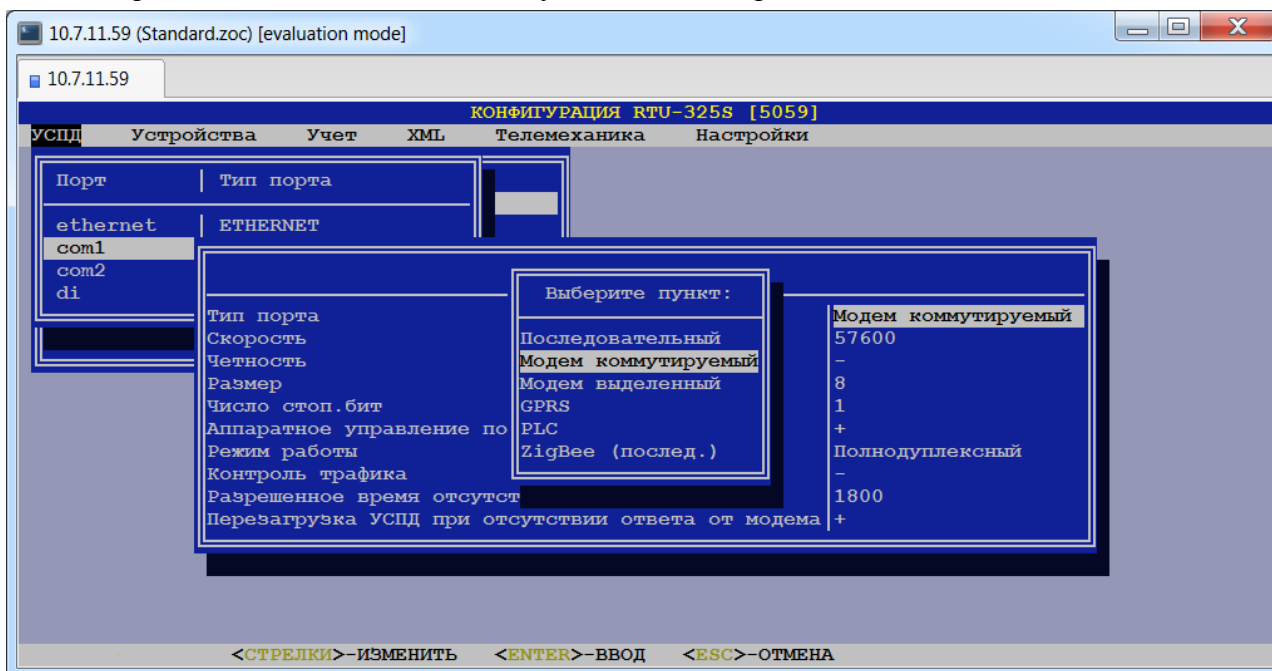 10.7.11.59 (Standard.zoc) [evaluation mode]
10.7.11.59
КОНФИГУРАЦИЯ RTU-325S [5059]
УСПД Устройства Учет XML Телемеханика Настройки
Порт Тип порта
ethernet ETHERNET
com1
com2
di
Выберите пункт:
Последовательный
Модем коммутируемый
Модем выделенный
GPRS
PLC
ZigBee (послед.)
Тип порта Модем коммутируемый
Скорость 57600
Четность -
Размер 8
Число стоп.бит 1
Аппаратное управление по +
Режим работы Полнодуплексный
Контроль трафика -
Разрешенное время отсутст 1800
Перезагрузка УСПД при отсутствии ответа от модема +
<СТРЕЛКИ>-ИЗМЕНИТЬ <ENTER>-ВВОД <ESC>-ОТМЕНА